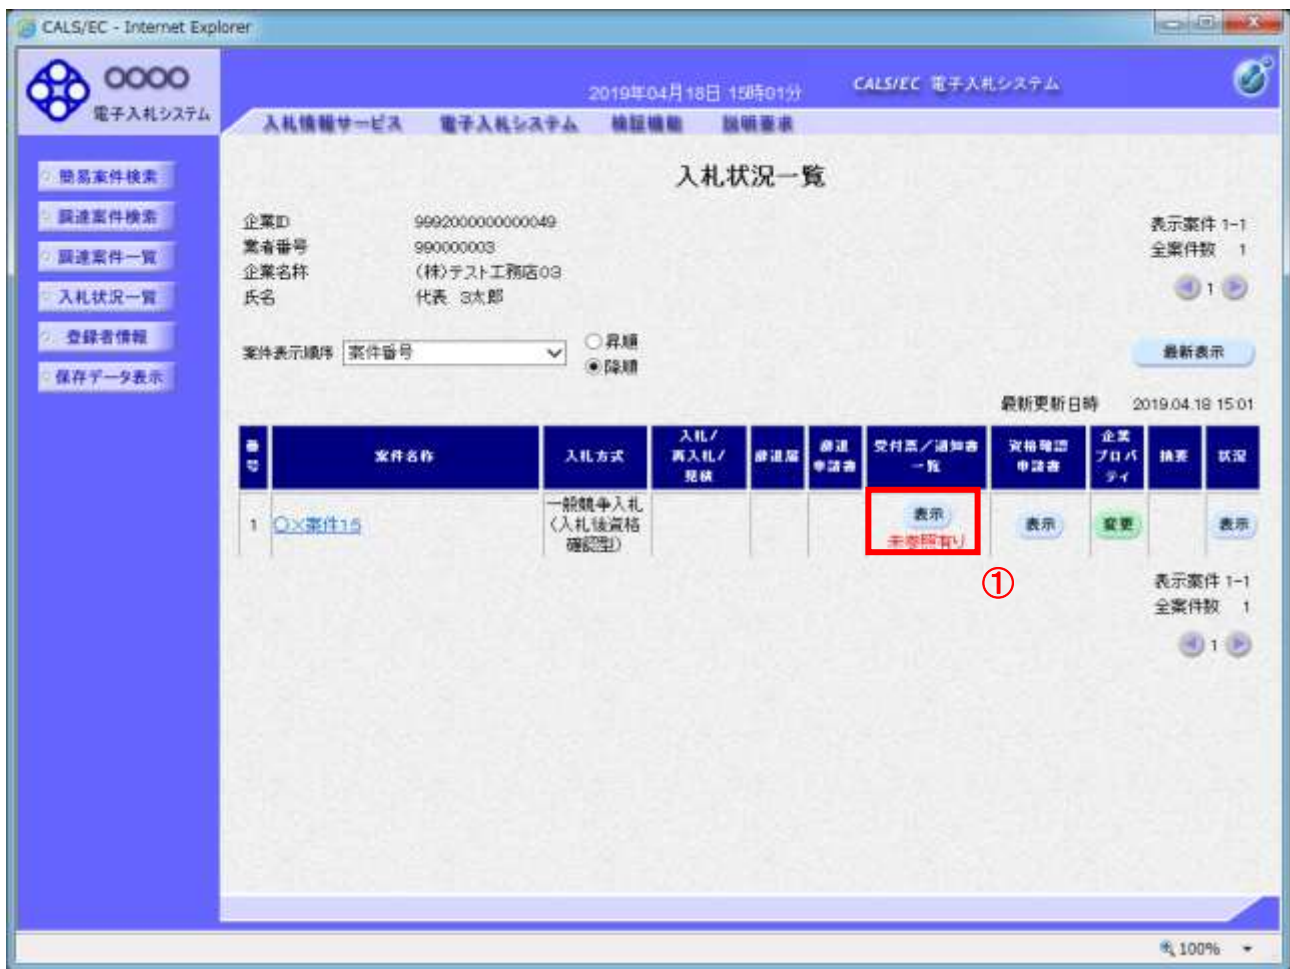 CALS/EC - Internet Explorer
OOOO
電子入札システム
2019年04月18日 15時01分
CALS/EC 電子入札システム
入札情報サービス 電子入札システム 検証機能 説明要求
簡易案件検索
調達案件検索
調達案件一覧
入札状況一覧
登録者情報
保存データ表示
入札状況一覧
企業ID 9992000000000049
業者番号 990000003
企業名称 (株)テスト工務店03
氏名 代表 3太郎
表示案件 1-1
全案件数 1
1
案件表示順序 案件番号
昇順
降順
最新表示
最新更新日時 2019.04.18 15:01
番号 案件名称 入札方式 入札/再入札/見積 辞退届 辞退申請書 受付票/通知書一覧 資格確認申請書 企業プロパティ 摘要 状況
1 〇×案件15 一般競争入札(入札後資格確認型) 表示 未参照有り 表示 変更 表示
①
表示案件 1-1
全案件数 1
1
100%